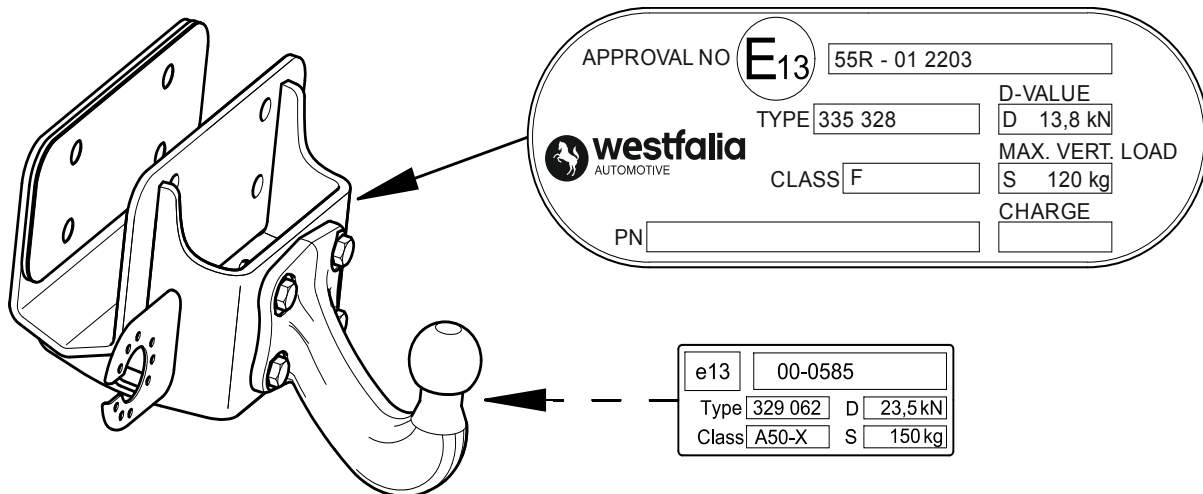 APPROVAL NO E13 55R - 01 2203
D-VALUE
TYPE 335 328 D 13,8 kN
westfalia
AUTOMOTIVE
MAX. VERT. LOAD
CLASS F S 120 kg
CHARGE
PN
e13 00-0585
Type 329 062 D 23,5 kN
Class A50-X S 150 kg